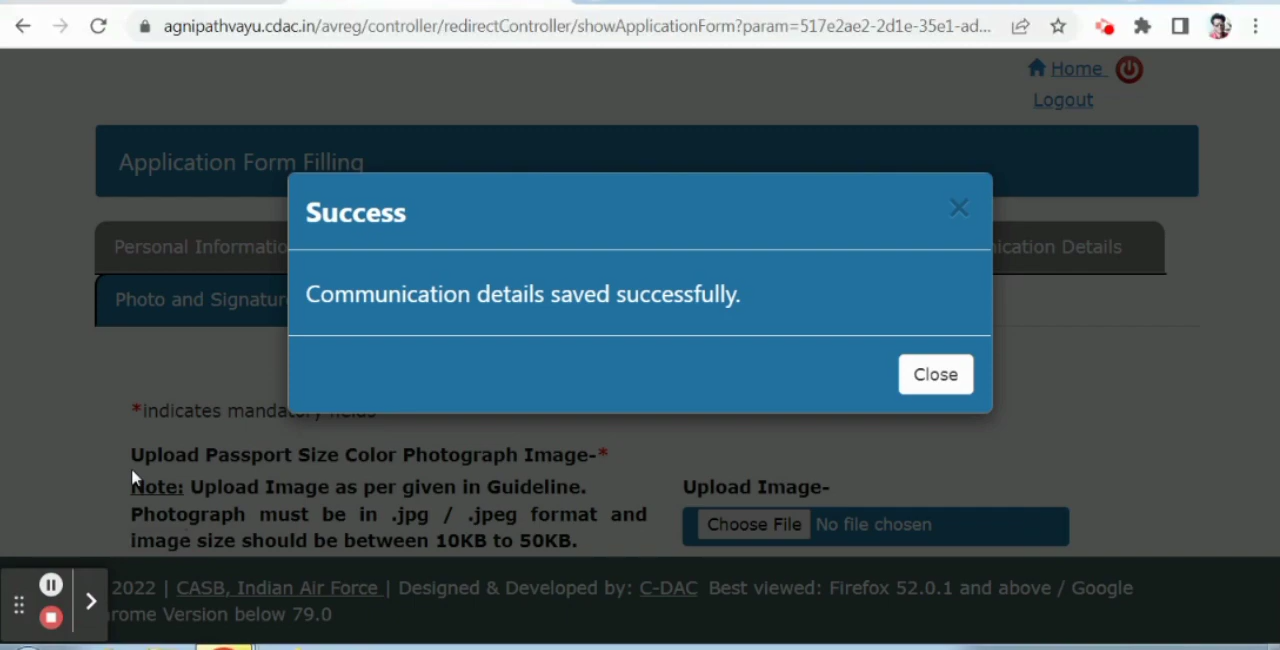 agnipathvayu.cdac.in/avreg/controller/redirectController/showApplicationForm?param=517e2ae2-2d1e-35e1-ad...
Home
Logout
Application Form Filling
Success
Personal Informatio
ication Details
Communication details saved successfully.
Photo and Signatur
Close
*indicates mandatory fields
Upload Passport Size Color Photograph Image-*
Note: Upload Image as per given in Guideline.
Photograph must be in .jpg / .jpeg format and
image size should be between 10KB to 50KB.
Upload Image-
Choose File No file chosen
2022 | CASB, Indian Air Force | Designed & Developed by: C-DAC Best viewed: Firefox 52.0.1 and above / Google
rome Version below 79.0